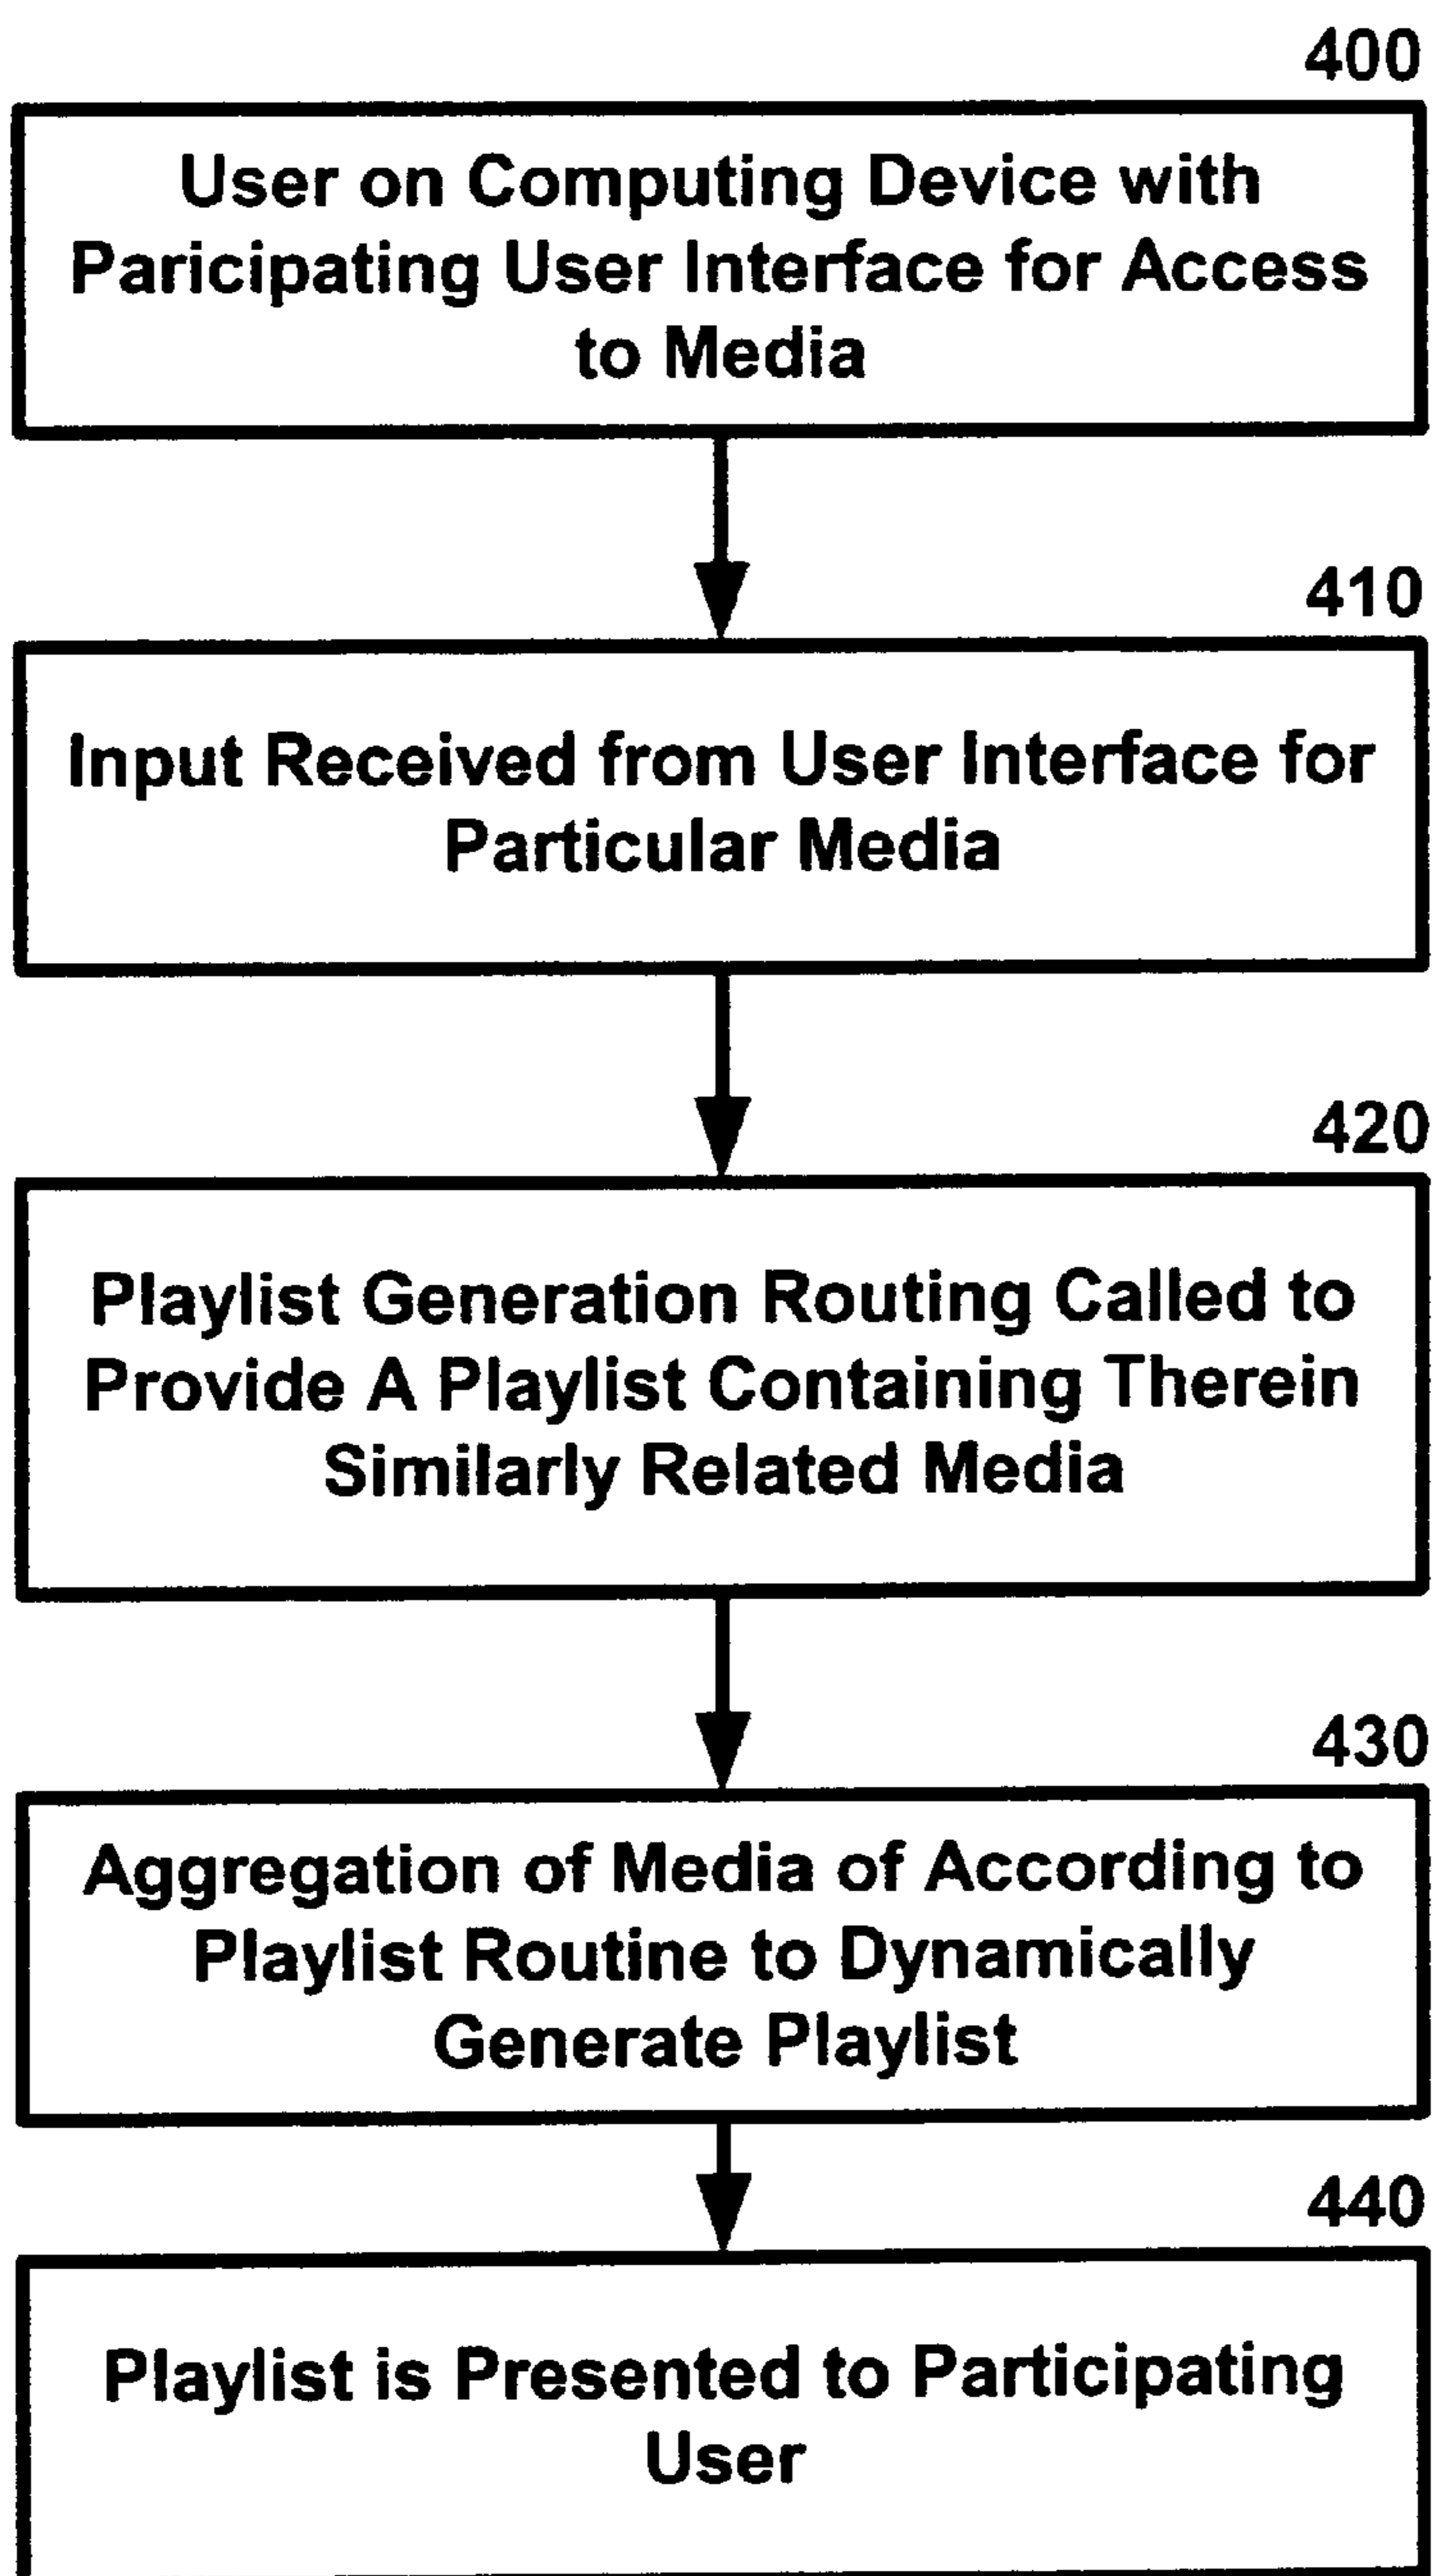 400
User on Computing Device with
Paricipating User Interface for Access
to Media
410
Input Received from User Interface for
Particular Media
420
Playlist Generation Routing Called to
Provide A Playlist Containing Therein
Similarly Related Media
430
Aggregation of Media of According to
Playlist Routine to Dynamically
Generate Playlist
440
Playlist is Presented to Participating
User